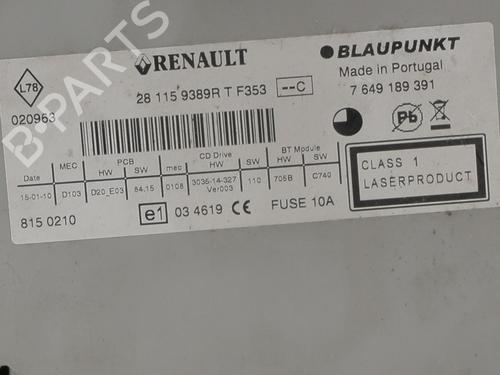 RENAULT
BLAUPUNKT
Made in Portugal
7 649 189 391
L78
28 115 9389R T F353
--C
020963
Pb
Date MEC PCB HW SW mec CD Drive HW SW BT Module HW SW
15-01-10 D103 D20_E03 84.15 0108 3036-14-327 Ver003 110 705B C740
CLASS 1
LASERPRODUCT
815 0210
e1
03 4619 CE
FUSE 10A
B-PARTS